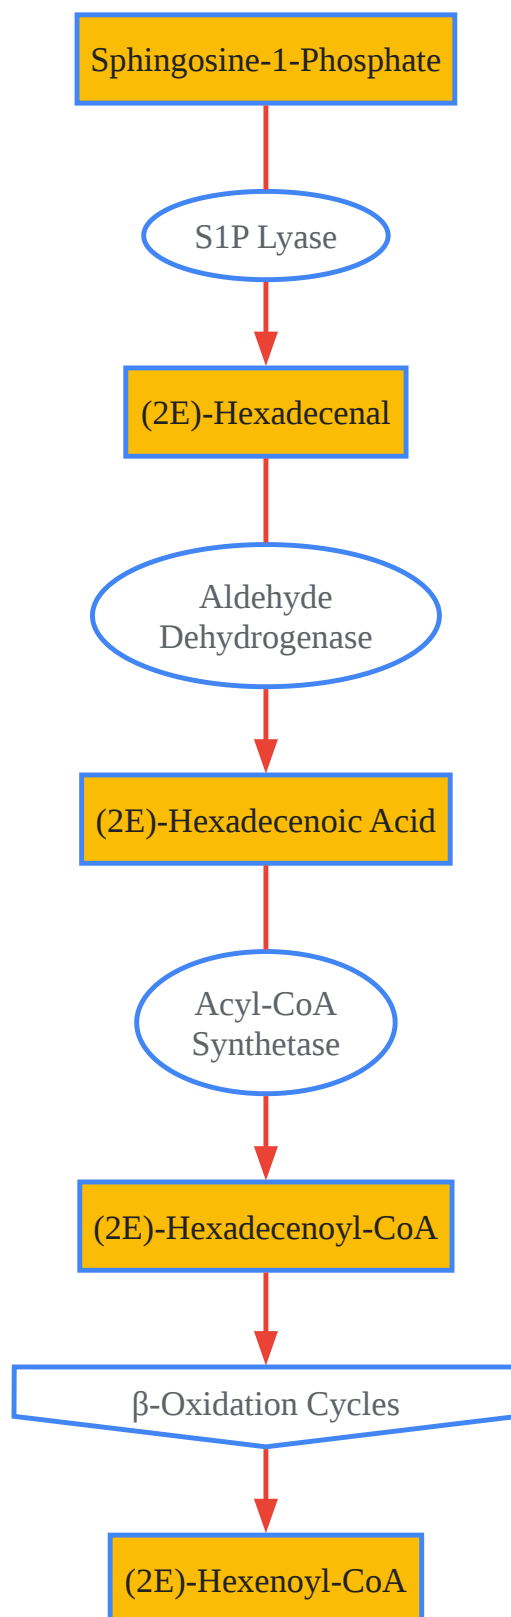 Sphingosine-1-Phosphate
S1P Lyase
(2E)-Hexadecenal
Aldehyde
Dehydrogenase
(2E)-Hexadecenoic Acid
Acyl-CoA
Synthetase
(2E)-Hexadecenoyl-CoA
β-Oxidation Cycles
(2E)-Hexenoyl-CoA